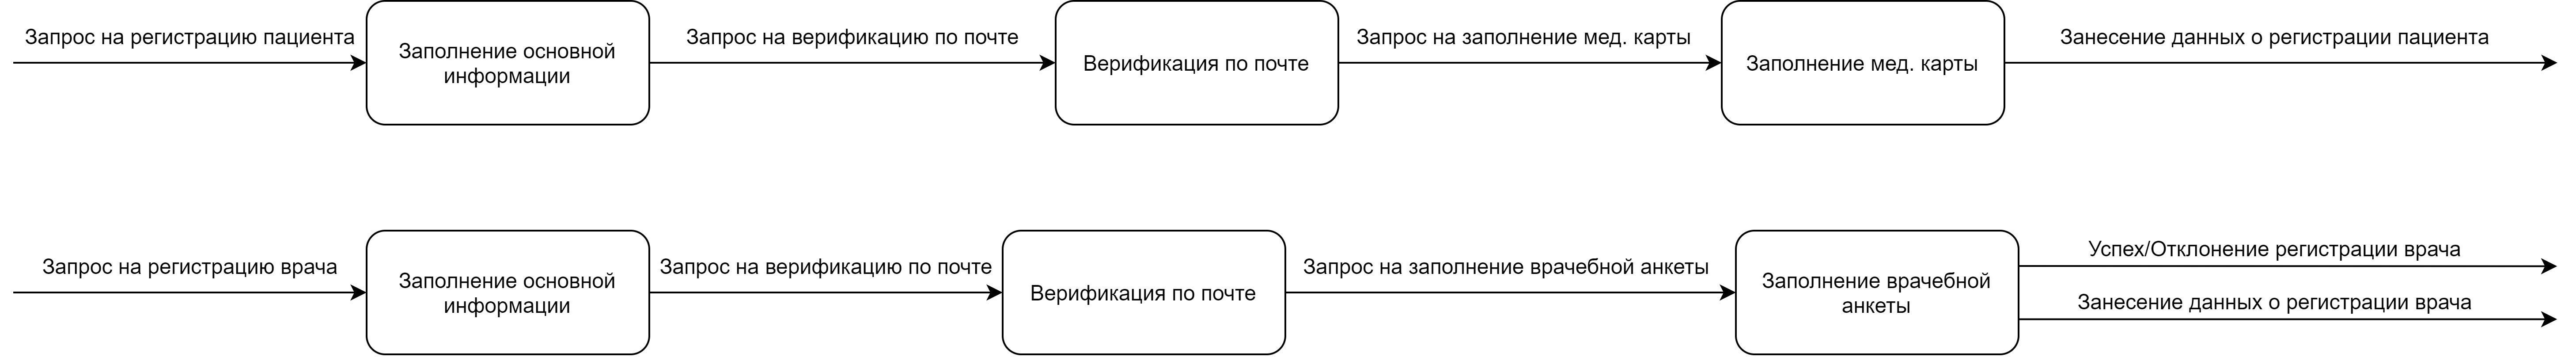 Запрос на регистрацию пациента
Заполнение основной
информации
Запрос на верификацию по почте
Верификация по почте
Запрос на заполнение мед. карты
Заполнение мед. карты
Занесение данных о регистрации пациента
Запрос на регистрацию врача
Заполнение основной
информации
Запрос на верификацию по почте
Верификация по почте
Запрос на заполнение врачебной анкеты
Заполнение врачебной
анкеты
Успех/Отклонение регистрации врача
Занесение данных о регистрации врача